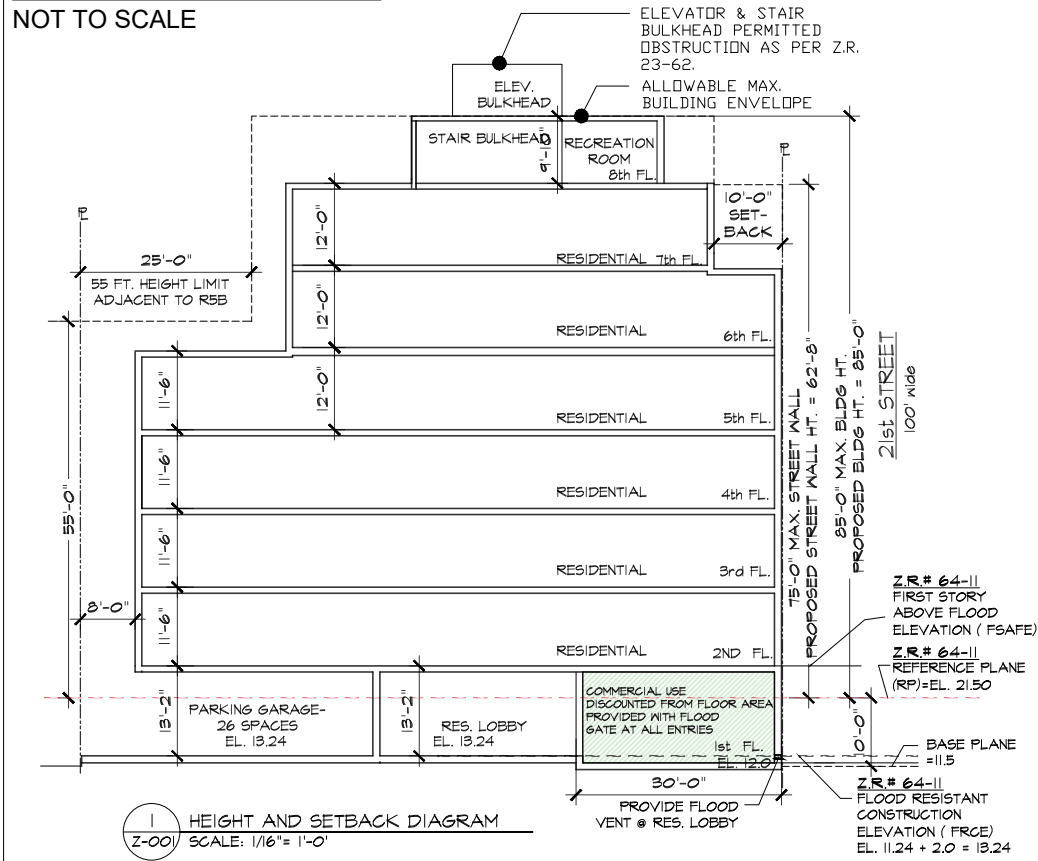 NOT TO SCALE
ELEVATOR & STAIR
BULKHEAD PERMITTED
OBSTRUCTION AS PER Z.R.
23-62.
ALLOWABLE MAX.
BUILDING ENVELOPE
ELEV.
BULKHEAD
STAIR BULKHEAD
9'-10"
RECREATION
ROOM
8th FL.
10'-0"
SET-
BACK
25'-0"
55 FT. HEIGHT LIMIT
ADJACENT TO R5B
12'-0"
RESIDENTIAL 7th FL.
12'-0"
RESIDENTIAL 6th FL.
11'-6"
12'-0"
RESIDENTIAL 5th FL.
11'-6"
RESIDENTIAL 4th FL.
11'-6"
RESIDENTIAL 3rd FL.
11'-6"
RESIDENTIAL 2ND FL.
55'-0"
8'-0"
75'-0" MAX. STREET WALL
PROPOSED STREET WALL HT. = 62'-8"
85'-0" MAX. BLDG HT.
PROPOSED BLDG HT. = 85'-0"
21st STREET
100' wide
Z.R.# 64-11
FIRST STORY
ABOVE FLOOD
ELEVATION ( FSAFE)
Z.R.# 64-11
REFERENCE PLANE
(RP)=EL. 21.50
13'-2"
PARKING GARAGE-
26 SPACES
EL. 13.24
13'-2"
RES. LOBBY
EL. 13.24
COMMERCIAL USE
DISCOUNTED FROM FLOOR AREA
PROVIDED WITH FLOOD
GATE AT ALL ENTRIES
1st FL.
EL. 12.0
BASE PLANE
=11.5
Z.R.# 64-11
FLOOD RESISTANT
CONSTRUCTION
ELEVATION ( FRCE)
EL. 11.24 + 2.0 = 13.24
30'-0"
PROVIDE FLOOD
VENT @ RES. LOBBY
1
Z-001
HEIGHT AND SETBACK DIAGRAM
SCALE: 1/16"= 1'-0'